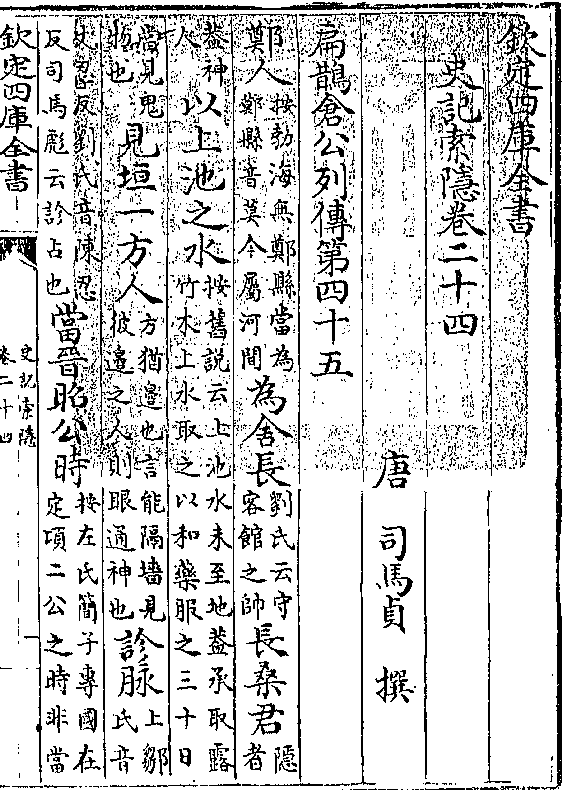 欽定四庫全書
史記索隱卷二十四
唐 司馬貞 撰
扁鵲倉公列傳第四十五
鄭人按勃海無鄭縣當為鄭縣音莫今屬河間為舍長劉氏云守客館之帥長桑君隱者
蓋神人以上池之水按舊說云上池水未至地蓋承取露竹木上水取之以和藥服之三十日
當見鬼物也見垣一方人方猶邊也言能隔墻見彼邊之人則眼通神也診脉上鄒氏音
丈忍反劉氏音陳忍反司馬彪云診占也當晉昭公時按左氏簡子專國在定項二公之時非當
欽定四庫全書
史記索隱
卷二十四